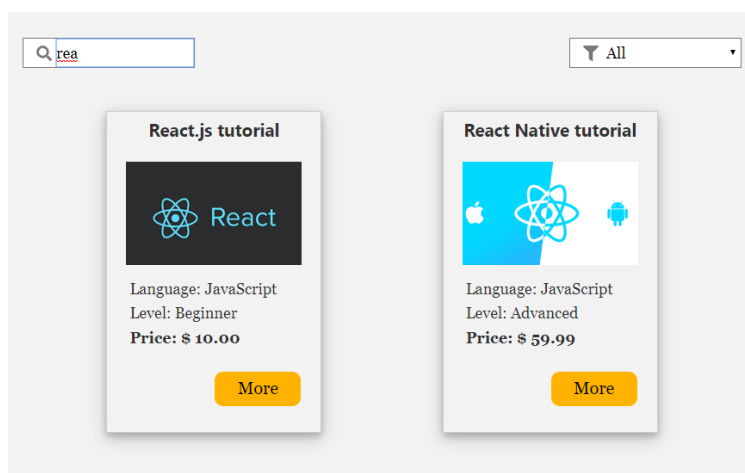 rea
All
React.js tutorial
React
Language: JavaScript
Level: Beginner
Price: $ 10.00
More
React Native tutorial
Language: JavaScript
Level: Advanced
Price: $ 59.99
More